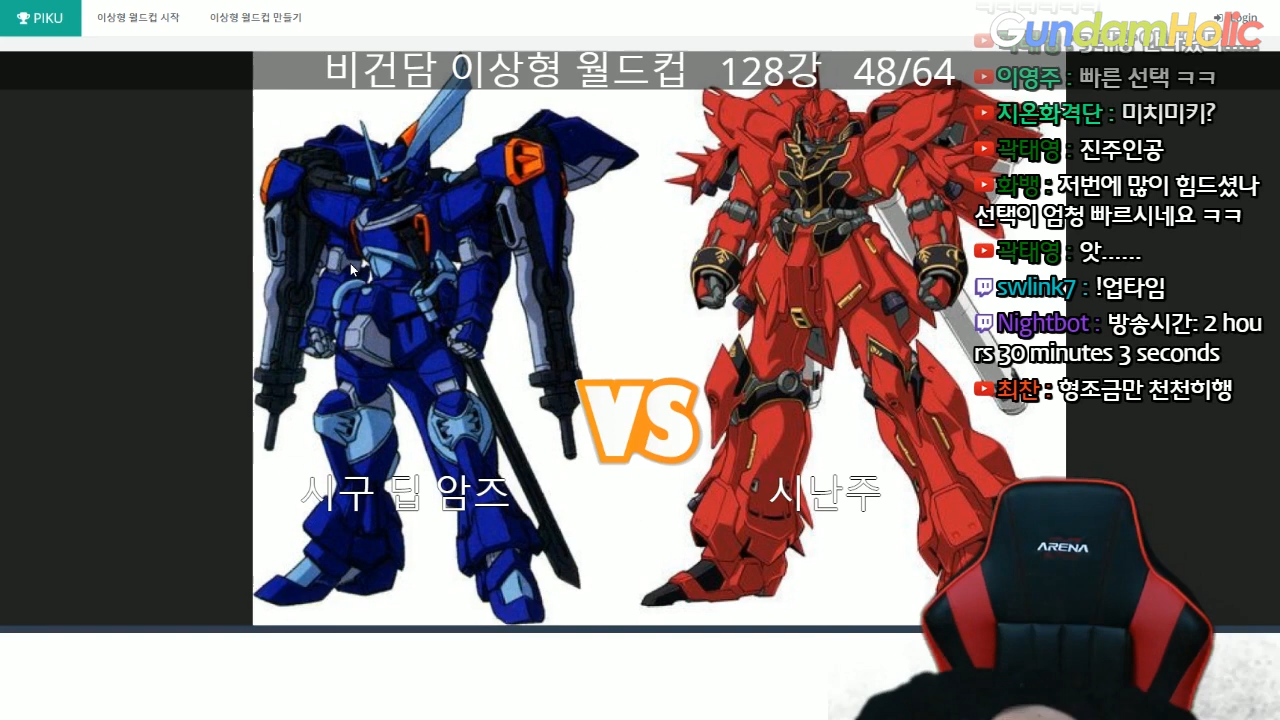 PIKU 이상형 월드컵 시작 이상형 월드컵 만들기 Login
GundamHolic
비건담 이상형 월드컵 128강 48/64
이영주 : 빠른 선택 ㅋㅋ
지온화격단 : 미치미키?
곽태영 : 진주인공
화뱅 : 저번에 많이 힘드셨나
선택이 엄청 빠르시네요 ㅋㅋ
곽태영 : 앗......
swlink7 : !업타임
Nightbot : 방송시간: 2 hou
rs 30 minutes 3 seconds
최찬 : 형조금만 천천히행
VS
시구 딥 암즈
시난주
ARENA